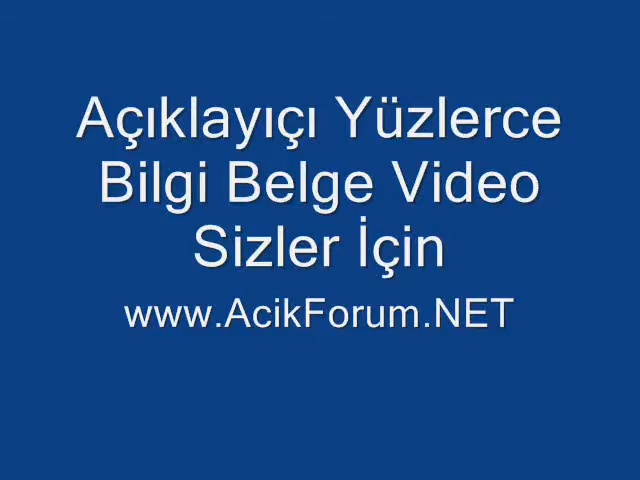 Açıklayıçı Yüzlerce
Bilgi Belge Video
Sizler İçin
www.AcikForum.NET